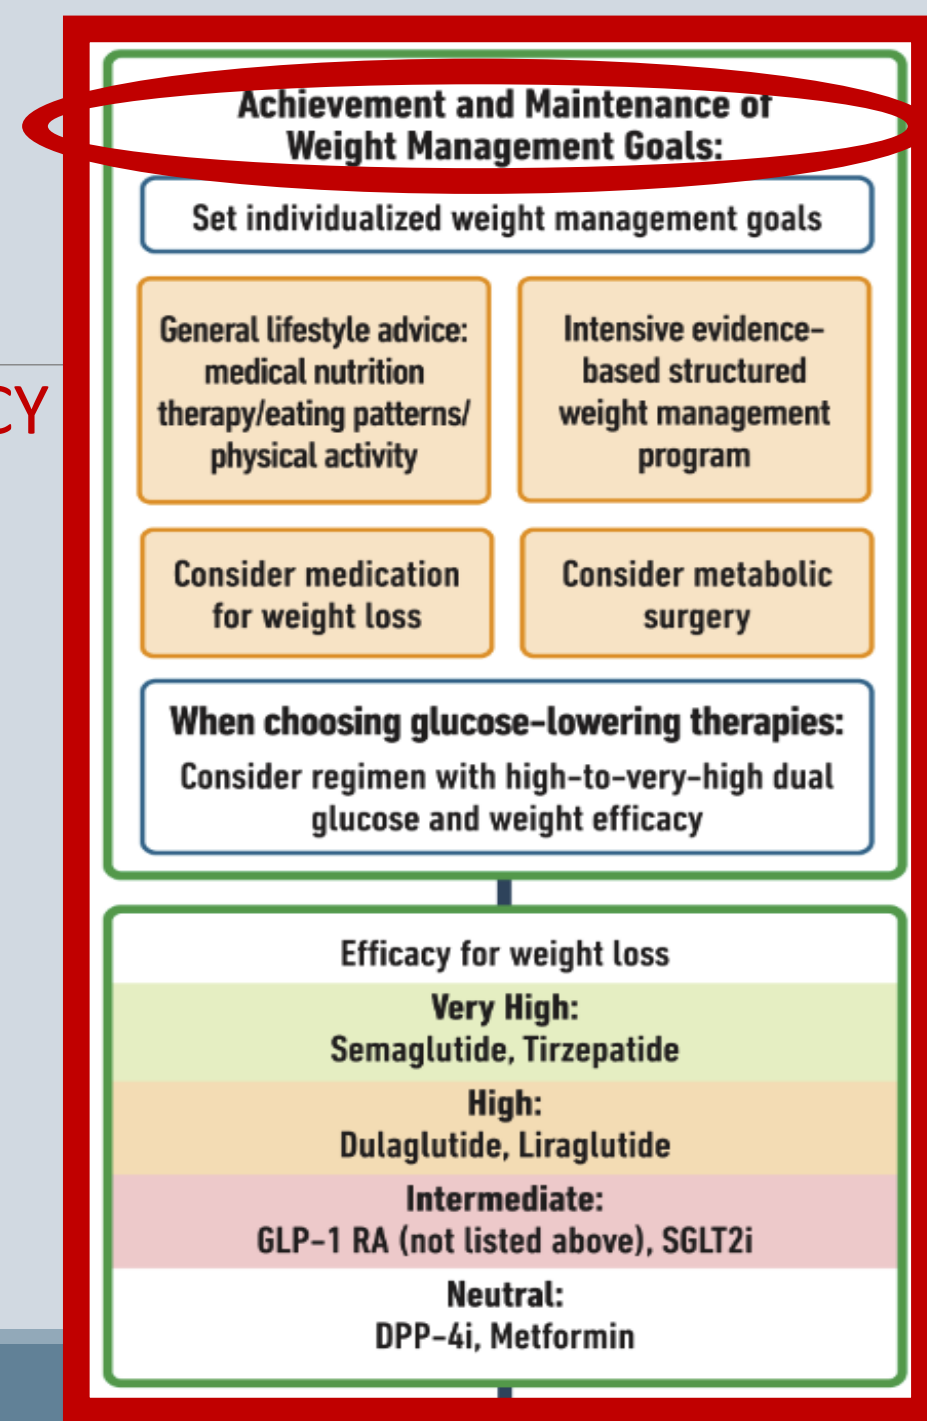 CY
Achievement and Maintenance of
Weight Management Goals:
Set individualized weight management goals
General lifestyle advice:
medical nutrition
therapy/eating patterns/
physical activity
Intensive evidence-
based structured
weight management
program
Consider medication
for weight loss
Consider metabolic
surgery
When choosing glucose-lowering therapies:
Consider regimen with high-to-very-high dual
glucose and weight efficacy
Efficacy for weight loss
Very High:
Semaglutide, Tirzepatide
High:
Dulaglutide, Liraglutide
Intermediate:
GLP-1 RA (not listed above), SGLT2i
Neutral:
DPP-4i, Metformin